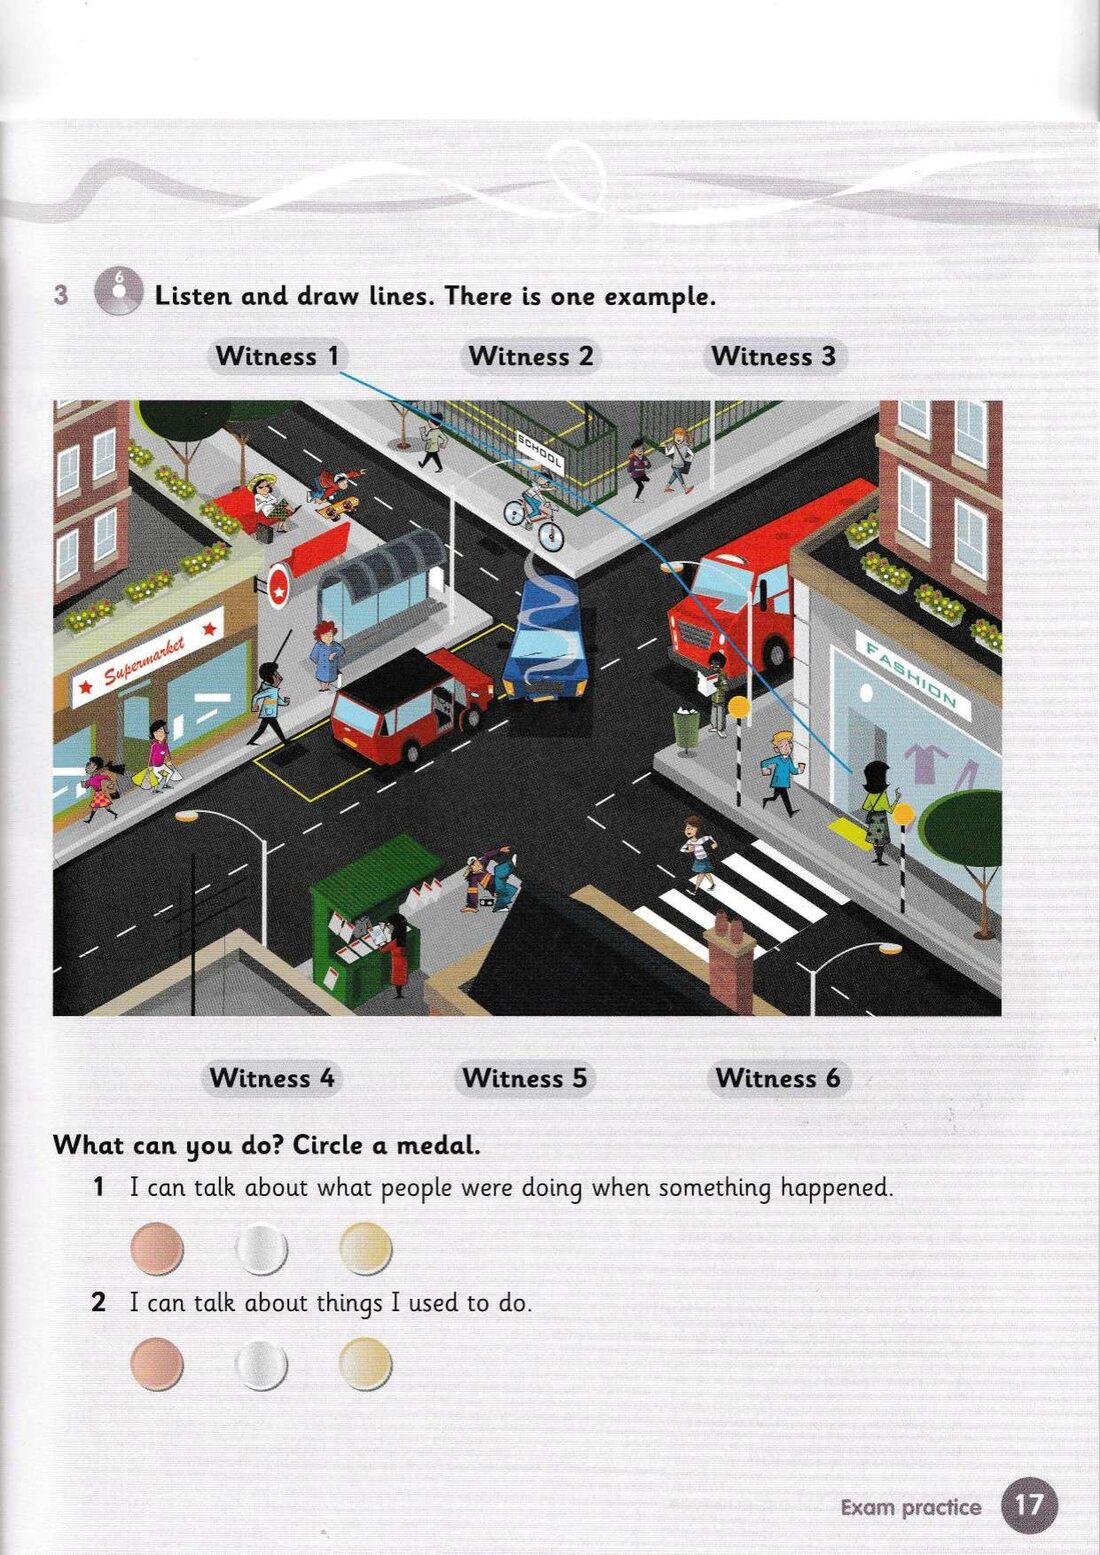 3 6 Listen and draw lines. There is one example.
Witness 1 Witness 2 Witness 3
SCHOOL
Supermarket
FASHION
Witness 4 Witness 5 Witness 6
What can you do? Circle a medal.
1 I can talk about what people were doing when something happened.
2 I can talk about things I used to do.
Exam practice 17